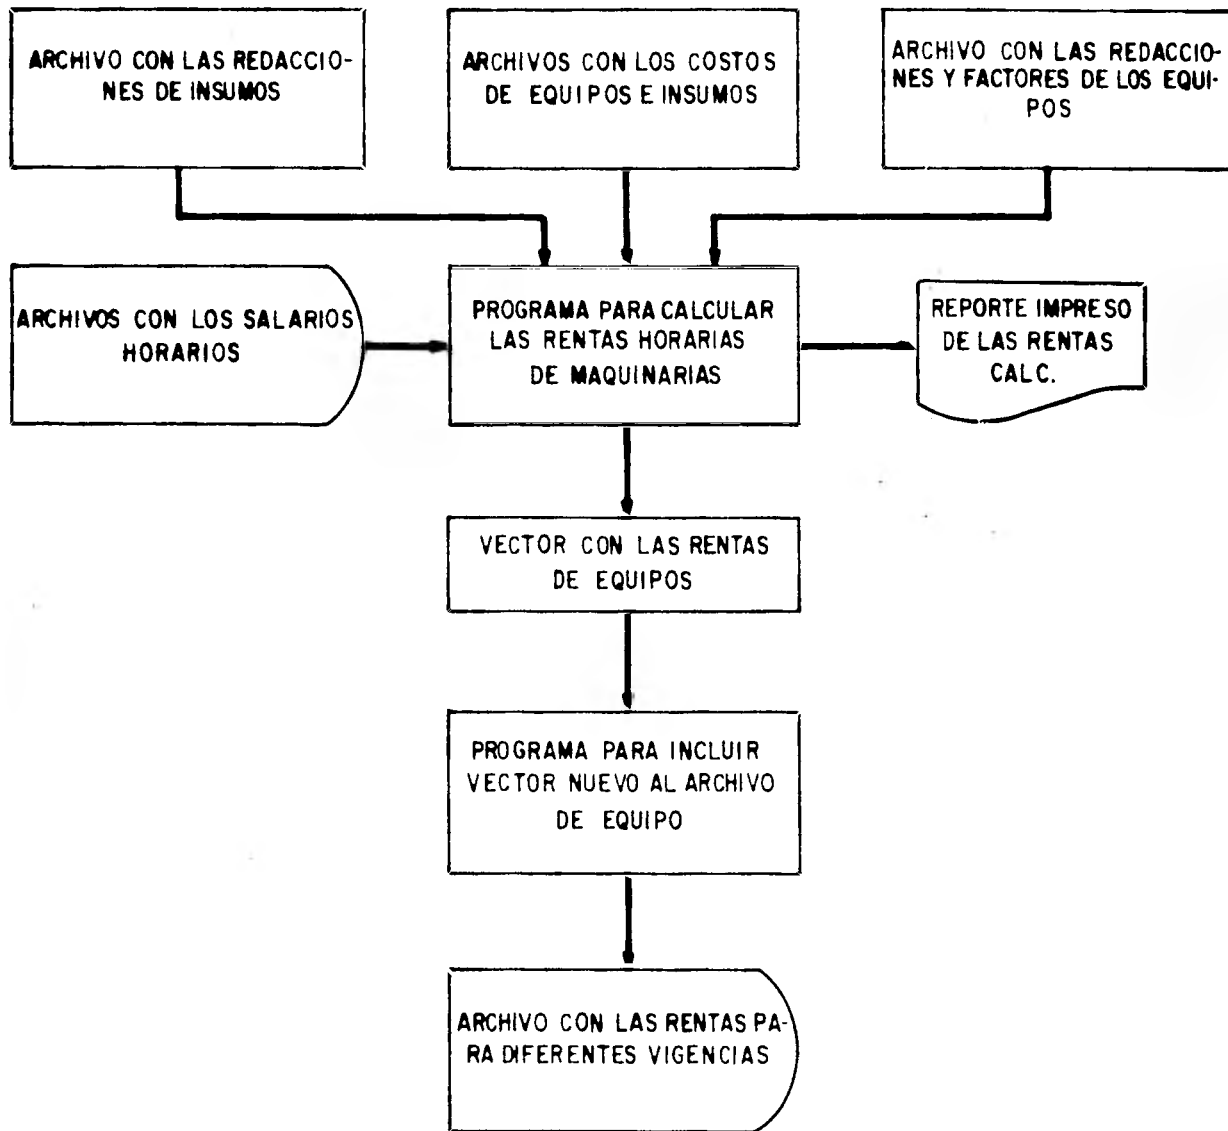 ARCHIVO CON LAS REDACCIO-
NES DE INSUMOS
ARCHIVOS CON LOS COSTOS
DE EQUIPOS E INSUMOS
ARCHIVO CON LAS REDACCIO-
NES Y FACTORES DE LOS EQUI-
POS
ARCHIVOS CON LOS SALARIOS
HORARIOS
PROGRAMA PARA CALCULAR
LAS RENTAS HORARIAS
DE MAQUINARIAS
REPORTE IMPRESO
DE LAS RENTAS
CALC.
VECTOR CON LAS RENTAS
DE EQUIPOS
PROGRAMA PARA INCLUIR
VECTOR NUEVO AL ARCHIVO
DE EQUIPO
ARCHIVO CON LAS RENTAS PA-
RA DIFERENTES VIGENCIAS